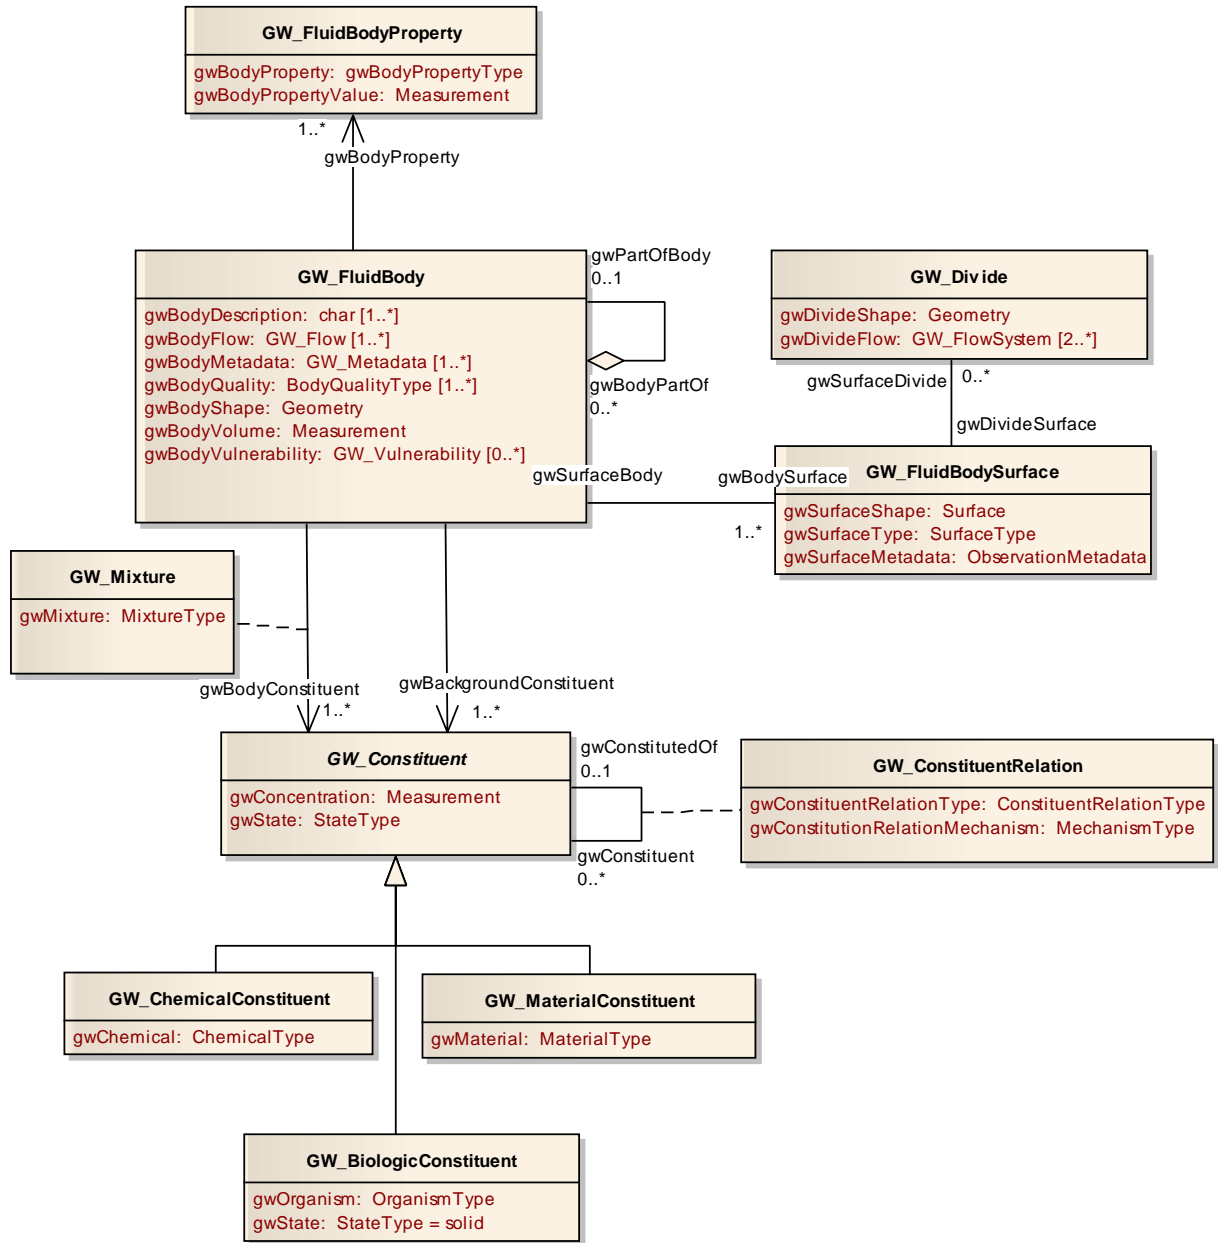 GW_FluidBodyProperty
gwBodyProperty: gwBodyPropertyType
gwBodyPropertyValue: Measurement
1..*
gwBodyProperty
GW_FluidBody
gwBodyDescription: char [1..*]
gwBodyFlow: GW_Flow [1..*]
gwBodyMetadata: GW_Metadata [1..*]
gwBodyQuality: BodyQualityType [1..*]
gwBodyShape: Geometry
gwBodyVolume: Measurement
gwBodyVulnerability: GW_Vulnerability [0..*]
gwPartOfBody
0..1
gwBodyPartOf
0..*
GW_Divide
gwDivideShape: Geometry
gwDivideFlow: GW_FlowSystem [2..*]
gwSurfaceDivide
0..*
gwDivideSurface
gwSurfaceBody
gwBodySurface
1..*
GW_FluidBodySurface
gwSurfaceShape: Surface
gwSurfaceType: SurfaceType
gwSurfaceMetadata: ObservationMetadata
GW_Mixture
gwMixture: MixtureType
gwBodyConstituent
1..*
gwBackgroundConstituent
1..*
GW_Constituent
gwConcentration: Measurement
gwState: StateType
gwConstitutedOf
0..1
gwConstituent
0..*
GW_ConstituentRelation
gwConstituentRelationType: ConstituentRelationType
gwConstitutionRelationMechanism: MechanismType
GW_ChemicalConstituent
gwChemical: ChemicalType
GW_MaterialConstituent
gwMaterial: MaterialType
GW_BiologicConstituent
gwOrganism: OrganismType
gwState: StateType = solid